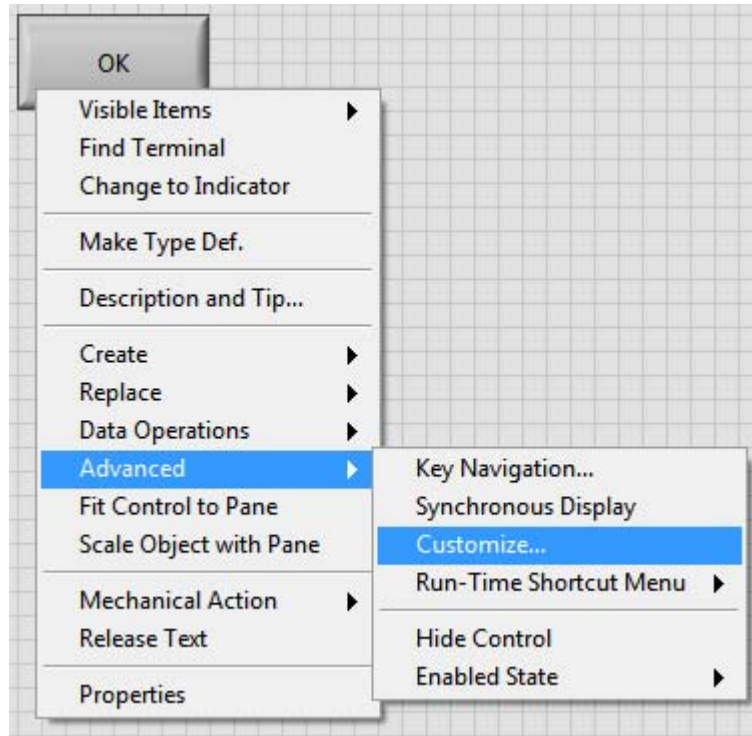 OK
Visible Items
Find Terminal
Change to Indicator
Make Type Def.
Description and Tip...
Create
Replace
Data Operations
Advanced
Fit Control to Pane
Scale Object with Pane
Mechanical Action
Release Text
Properties
Key Navigation...
Synchronous Display
Customize...
Run-Time Shortcut Menu
Hide Control
Enabled State